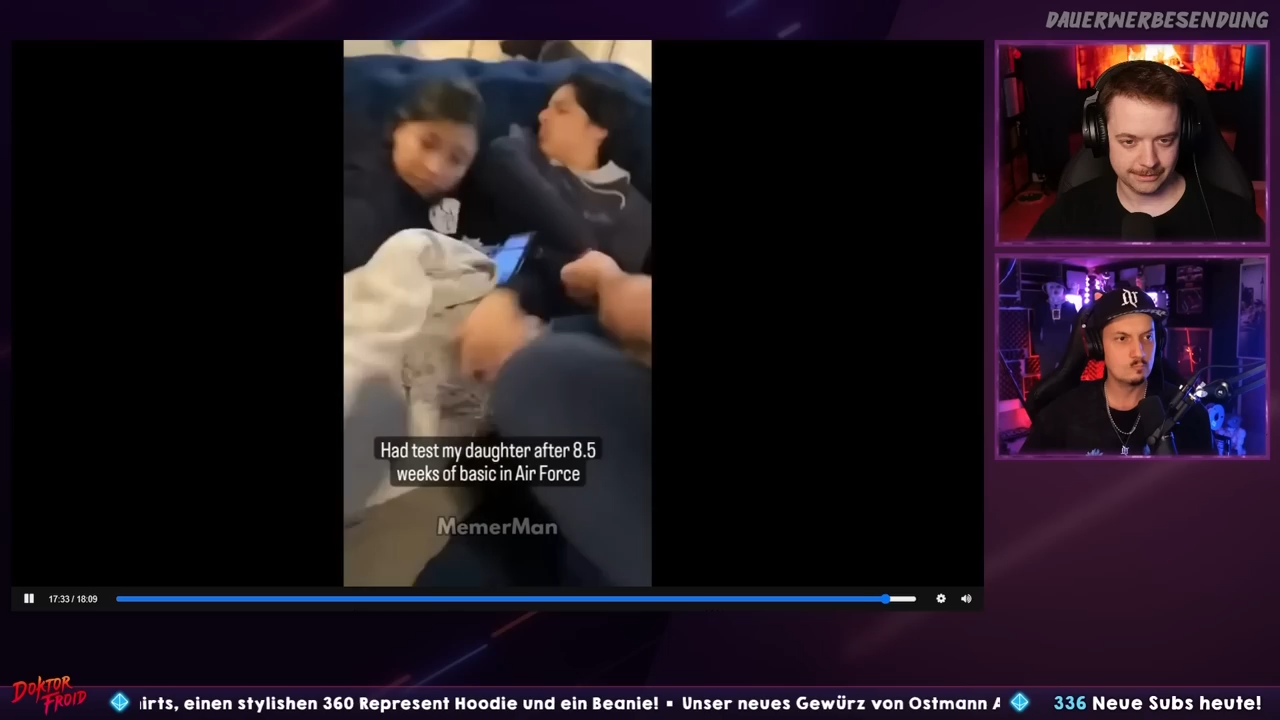 DAUERWERBESENDUNG
Had test my daughter after 8.5
weeks of basic in Air Force
MemerMan
17:33 / 18:09
DOKTOR
FROID
irts, einen stylishen 360 Represent Hoodie und ein Beanie! ▪ Unser neues Gewürz von Ostmann A
336 Neue Subs heute!